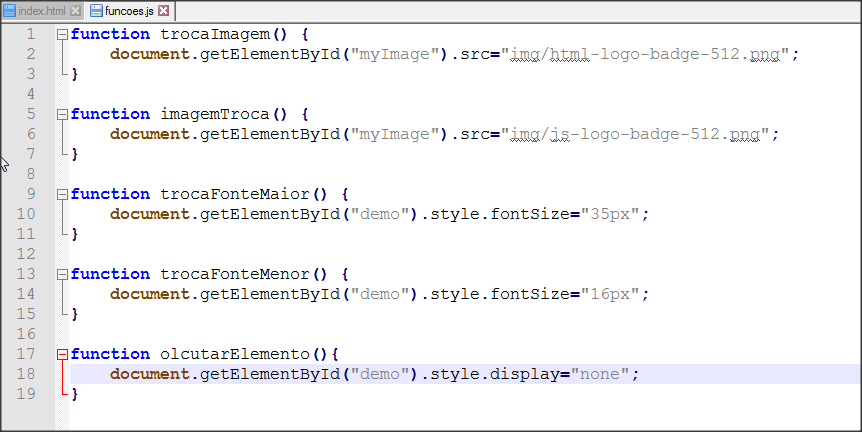 index.html funcoes.js
1 function trocaImagem() {
2 document.getElementById("myImage").src="img/html-logo-badge-512.png";
3 }
4
5 function imagemTroca() {
6 document.getElementById("myImage").src="img/js-logo-badge-512.png";
7 }
8
9 function trocaFonteMaior() {
10 document.getElementById("demo").style.fontSize="35px";
11 }
12
13 function trocaFonteMenor() {
14 document.getElementById("demo").style.fontSize="16px";
15 }
16
17 function olcutarElemento(){
18 document.getElementById("demo").style.display="none";
19 }